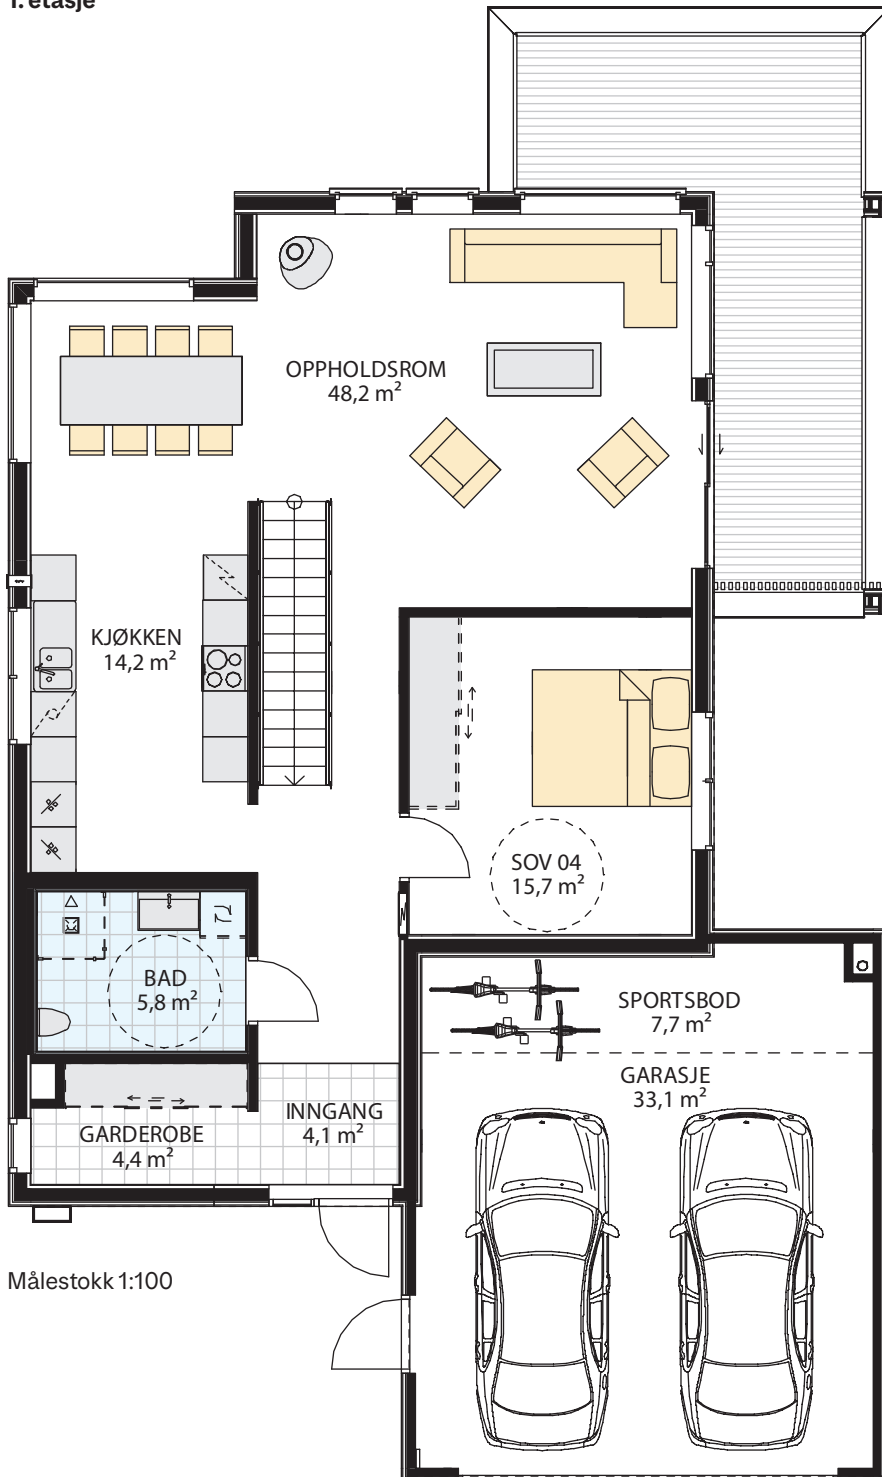 1. etasje
OPPHOLDSROM
48,2 m²
KJØKKEN
14,2 m²
SOV 04
15,7 m²
TJ
BAD
5,8 m²
SPORTSBOD
7,7 m²
GARASJE
33,1 m²
INNGANG
4,1 m²
GARDEROBE
4,4 m²
Målestokk 1:100